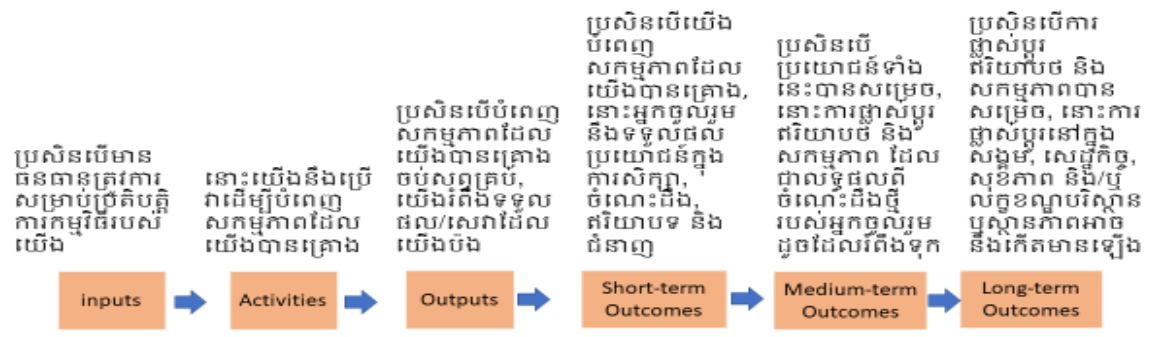 ប្រសិនបើមាន
ធនធានត្រូវការ
សម្រាប់ប្រតិបត្តិ
ការកម្មវិធីរបស់
យើង
នោះយើងនឹងប្រើ
វាដើម្បីបំពេញ
សកម្មភាពដែល
យើងបានគ្រោង
ប្រសិនបើបំពេញ
សកម្មភាពដែល
យើងបានគ្រោង
ចប់សព្វគ្រប់,
យើងរំពឹងទទួល
ផល/សេវាដែល
យើងប៉ង
ប្រសិនបើយើង
បំពេញ
សកម្មភាពដែល
យើងបានគ្រោង,
នោះអ្នកចូលរួម
នឹងទទួលផល
ប្រយោជន៍ក្នុង
ការសិក្សា,
ចំណេះដឹង,
ឥរិយាបទ និង
ជំនាញ
ប្រសិនបើ
ប្រយោជន៍ទាំង
នេះបានសម្រេច,
នោះការផ្លាស់ប្តូរ
ឥរិយាបថ និង
សកម្មភាព ដែល
ជាលទ្ធផលពី
ចំណេះដឹងថ្មី
របស់អ្នកចូលរួម
ដូចដែលរំពឹងទុក
ប្រសិនបើការ
ផ្លាស់ប្តូរ
ឥរិយាបថ និង
សកម្មភាពបាន
សម្រេច, នោះការ
ផ្លាស់ប្តូរនៅក្នុង
សង្គម, សេដ្ឋកិច្ច,
សុខភាព និង/ឬ
លក្ខខណ្ឌបរិស្ថាន
ឬស្ថានភាពអាច
នឹងកើតមានឡើង
inputs
Activities
Outputs
Short-term
Outcomes
Medium-term
Outcomes
Long-term
Outcomes